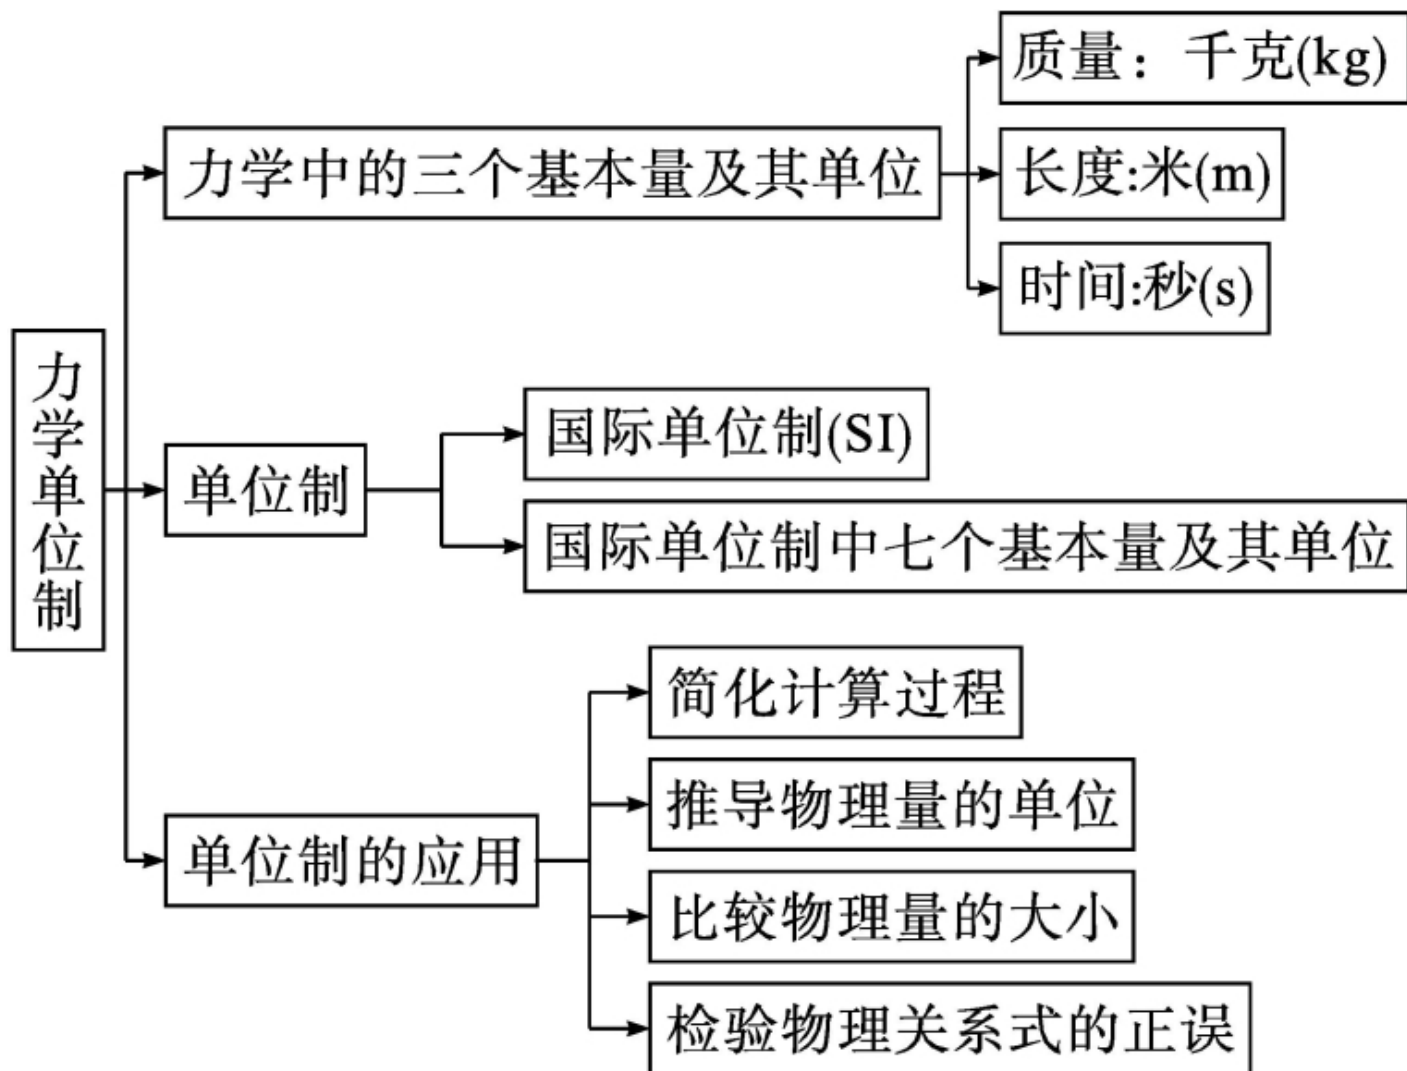 力学单位制
力学中的三个基本量及其单位
质量：千克(kg)
长度:米(m)
时间:秒(s)
单位制
国际单位制(SI)
国际单位制中七个基本量及其单位
单位制的应用
简化计算过程
推导物理量的单位
比较物理量的大小
检验物理关系式的正误